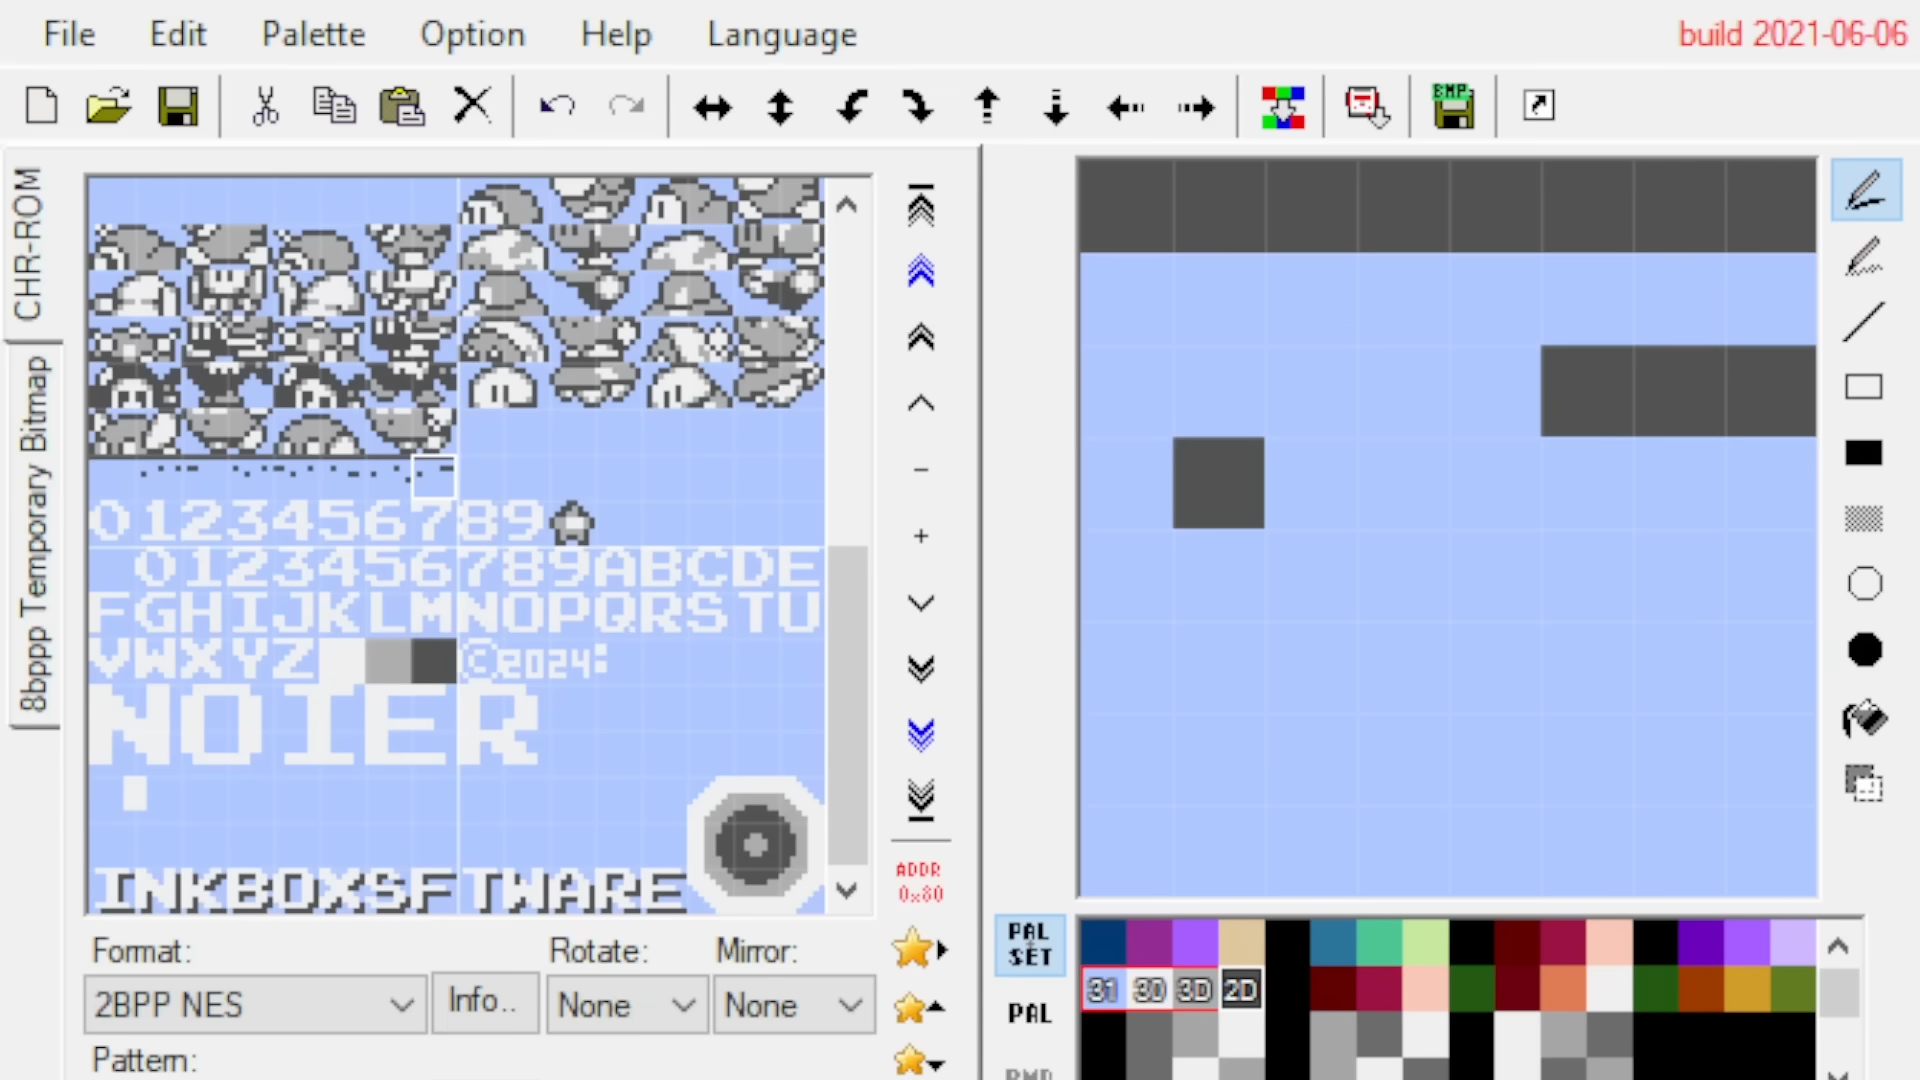 File Edit Palette Option Help Language build 2021-06-06
BMP
CHR-ROM
8bppp Temporary Bitmap
0123456789
0123456789ABCDE
FGHIJKLMNOPQRSTU
VWXYZ ©2024:
NOIER
INKBOXSFTWARE
ADDR
0x80
Format: Rotate: Mirror:
2BPP NES Info.. None None
Pattern:
PAL
SET
31 3D 3D 2D
PAL